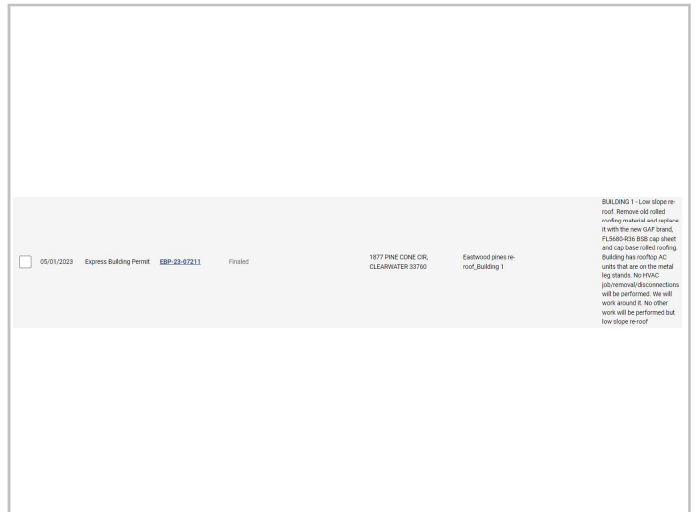 BUILDING 1 - Low slope re-
roof. Remove old rolled
roofing material and replace
it with the new GAF brand,
FL5680-R36 BSB cap sheet
and cap base rolled roofing.
05/01/2023 Express Building Permit EBP-23-07211 Finaled 1877 PINE CONE CIR, Eastwood pines re- Building has rooftop AC
CLEARWATER 33760 roof_Building 1 units that are on the metal
leg stands. No HVAC
job/removal/disconnections
will be performed. We will
work around it. No other
work will be performed but
low slope re-roof